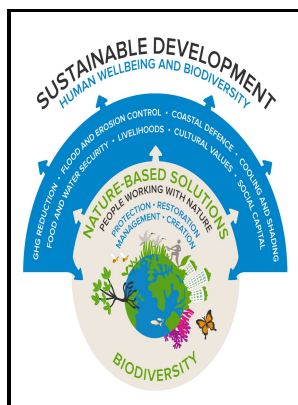 SUSTAINABLE DEVELOPMENT
HUMAN WELLBEING AND BIODIVERSITY
GHG REDUCTION • FLOOD AND EROSION CONTROL • COASTAL DEFENCE • COOLING AND SHADING
FOOD AND WATER SECURITY • LIVELIHOODS • CULTURAL VALUES • SOCIAL CAPITAL
NATURE-BASED SOLUTIONS
PEOPLE WORKING WITH NATURE
PROTECTION • RESTORATION
MANAGEMENT • CREATION
BIODIVERSITY